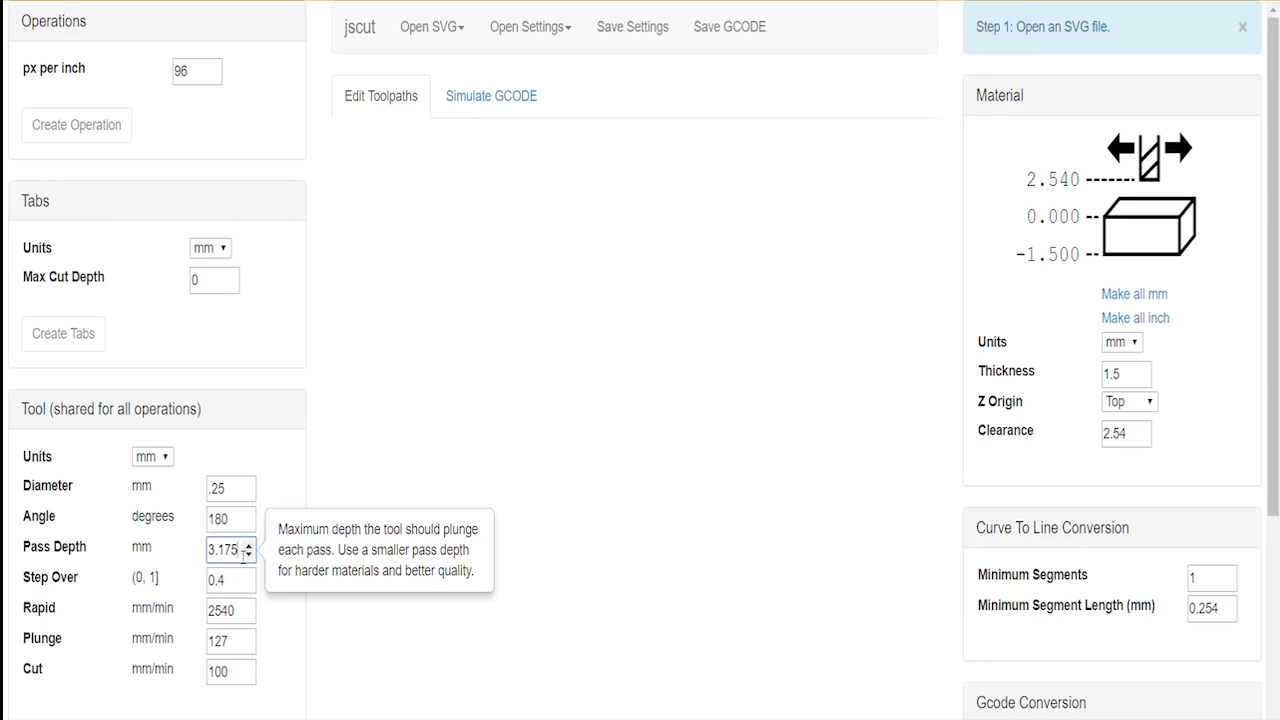 Operations
px per inch 96
Create Operation
Tabs
Units mm
Max Cut Depth 0
Create Tabs
Tool (shared for all operations)
Units mm
Diameter mm .25
Angle degrees 180
Pass Depth mm 3.175
Step Over (0, 1] 0.4
Rapid mm/min 2540
Plunge mm/min 127
Cut mm/min 100
Maximum depth the tool should plunge
each pass. Use a smaller pass depth
for harder materials and better quality.
jscut Open SVG Open Settings Save Settings Save GCODE
Edit Toolpaths Simulate GCODE
Step 1: Open an SVG file. ×
Material
2.540
0.000
-1.500
Make all mm
Make all inch
Units mm
Thickness 1.5
Z Origin Top
Clearance 2.54
Curve To Line Conversion
Minimum Segments 1
Minimum Segment Length (mm) 0.254
Gcode Conversion